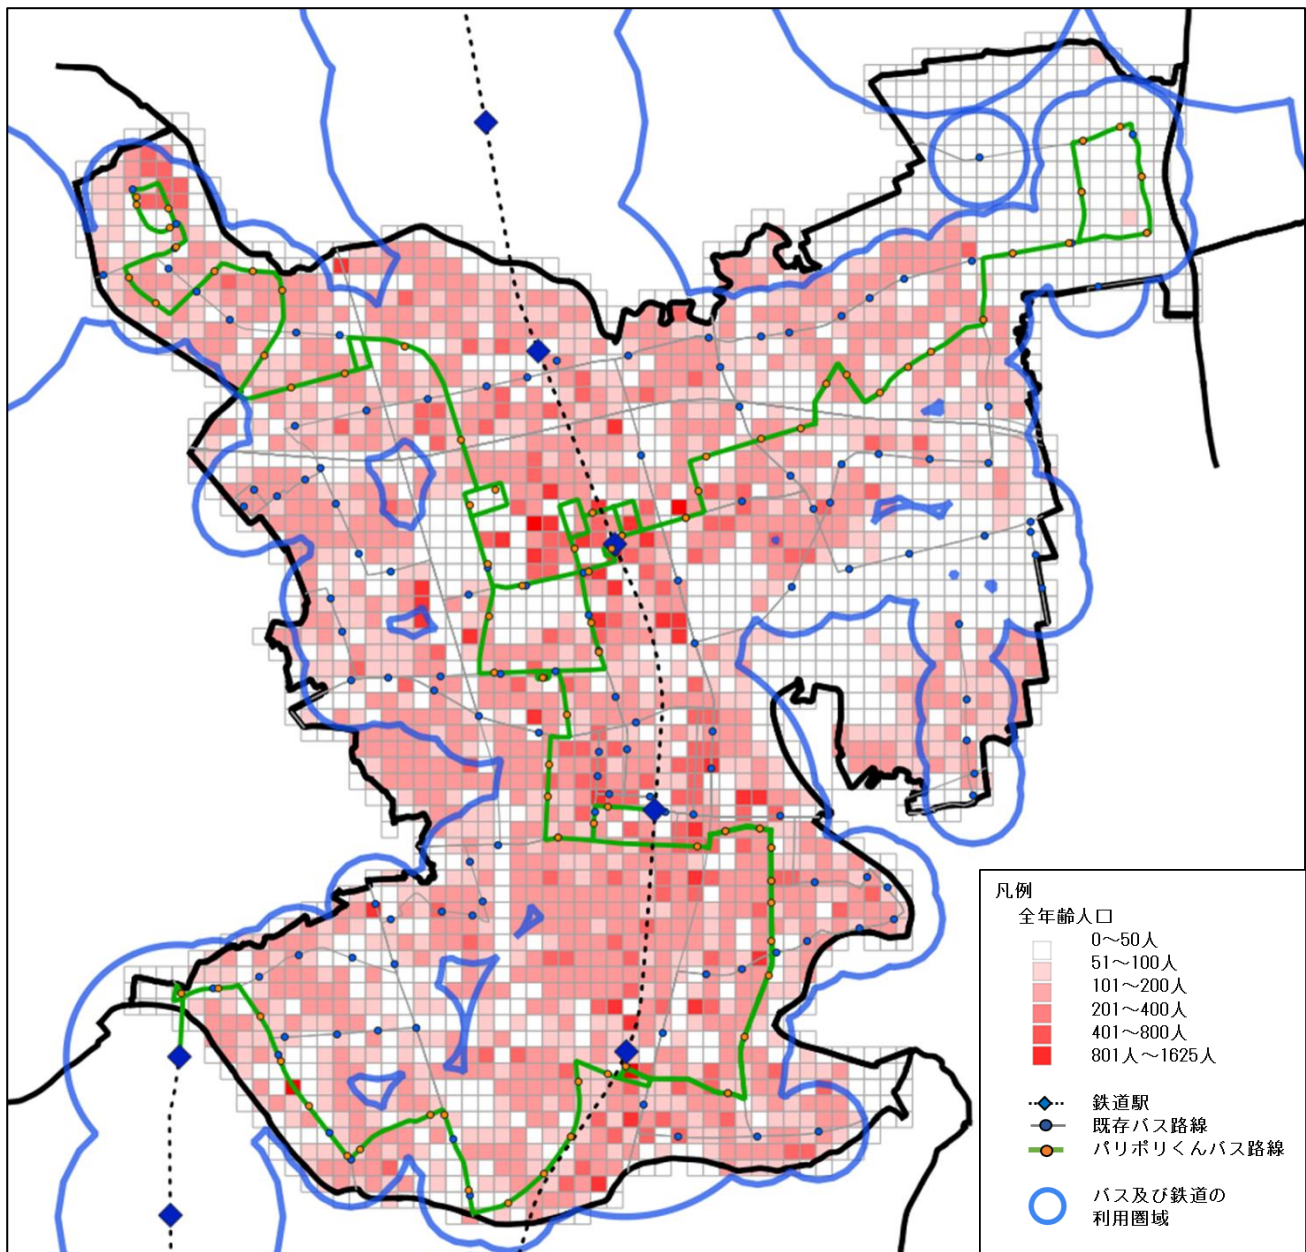 凡例
全年齢人口
0～50人
51～100人
101～200人
201～400人
401～800人
801人～1625人
鉄道駅
既存バス路線
パリポリくんバス路線
バス及び鉄道の
利用圏域